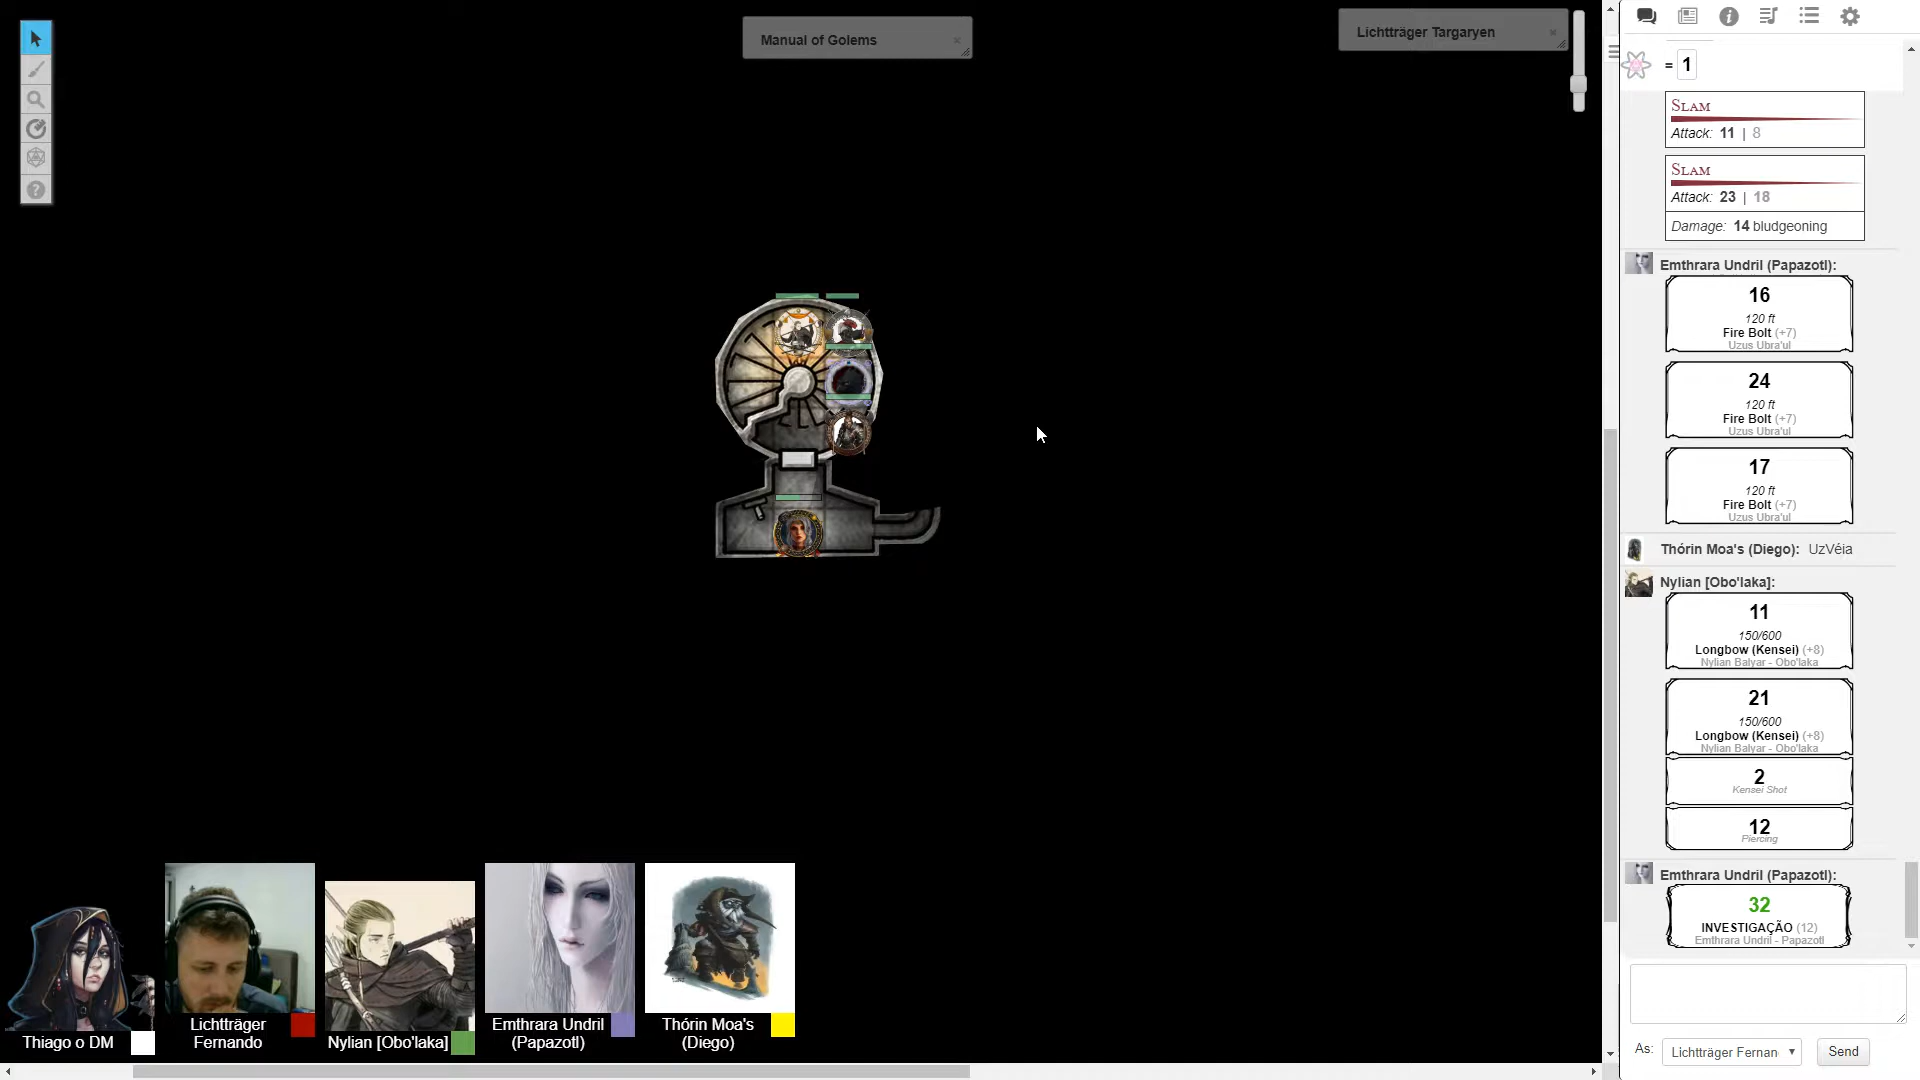 Manual of Golems
Lichtträger Targaryen
= 1
SLAM
Attack: 11 | 8
SLAM
Attack: 23 | 18
Damage: 14 bludgeoning
Emthrara Undril (Papazotl):
16
120 ft
Fire Bolt (+7)
Uzus Ubra'ul
24
120 ft
Fire Bolt (+7)
Uzus Ubra'ul
17
120 ft
Fire Bolt (+7)
Uzus Ubra'ul
Thórin Moa's (Diego): UzVéia
Nylian [Obo'laka]:
11
150/600
Longbow (Kensei) (+8)
Nylian Balyar - Obo'laka
21
150/600
Longbow (Kensei) (+8)
Nylian Balyar - Obo'laka
2
Kensei Shot
12
Piercing
Emthrara Undril (Papazotl):
32
INVESTIGAÇÃO (12)
Emthrara Undril - Papazotl
As: Lichtträger Fernan
Send
Thiago o DM
Lichtträger
Fernando
Nylian [Obo'laka]
Emthrara Undril
(Papazotl)
Thórin Moa's
(Diego)